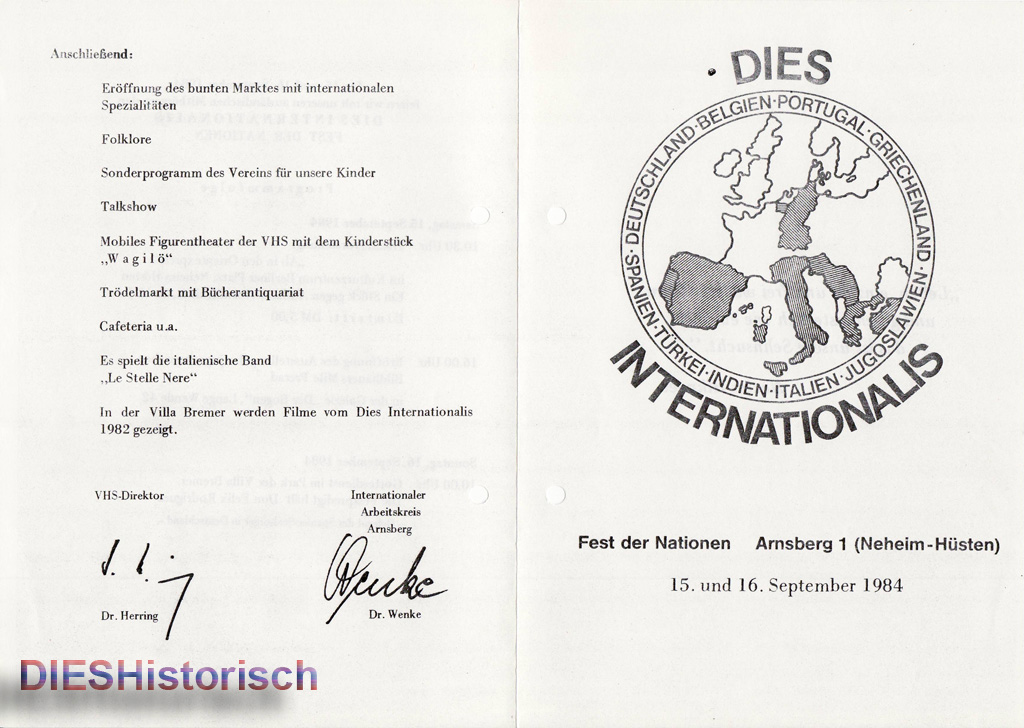 Anschließend:
Eröffnung des bunten Marktes mit internationalen
Spezialitäten
Folklore
Sonderprogramm des Vereins für unsere Kinder
Talkshow
Mobiles Figurentheater der VHS mit dem Kinderstück
„Wagilö“
Trödelmarkt mit Bücherantiquariat
Cafeteria u.a.
Es spielt die italienische Band
„Le Stelle Nere“
In der Villa Bremer werden Filme vom Dies Internationalis
1982 gezeigt.
VHS-Direktor
Dr. Herring
Internationaler
Arbeitskreis
Arnsberg
Wenke
Dr. Wenke
DIESHistorisch
DIES
DEUTSCHLAND·BELGIEN·PORTUGAL·GRIECHENLAND·
SPANIEN·TÜRKEI·INDIEN·ITALIEN·JUGOSLAWIEN·
INTERNATIONALIS
Fest der Nationen Arnsberg 1 (Neheim-Hüsten)
15. und 16. September 1984